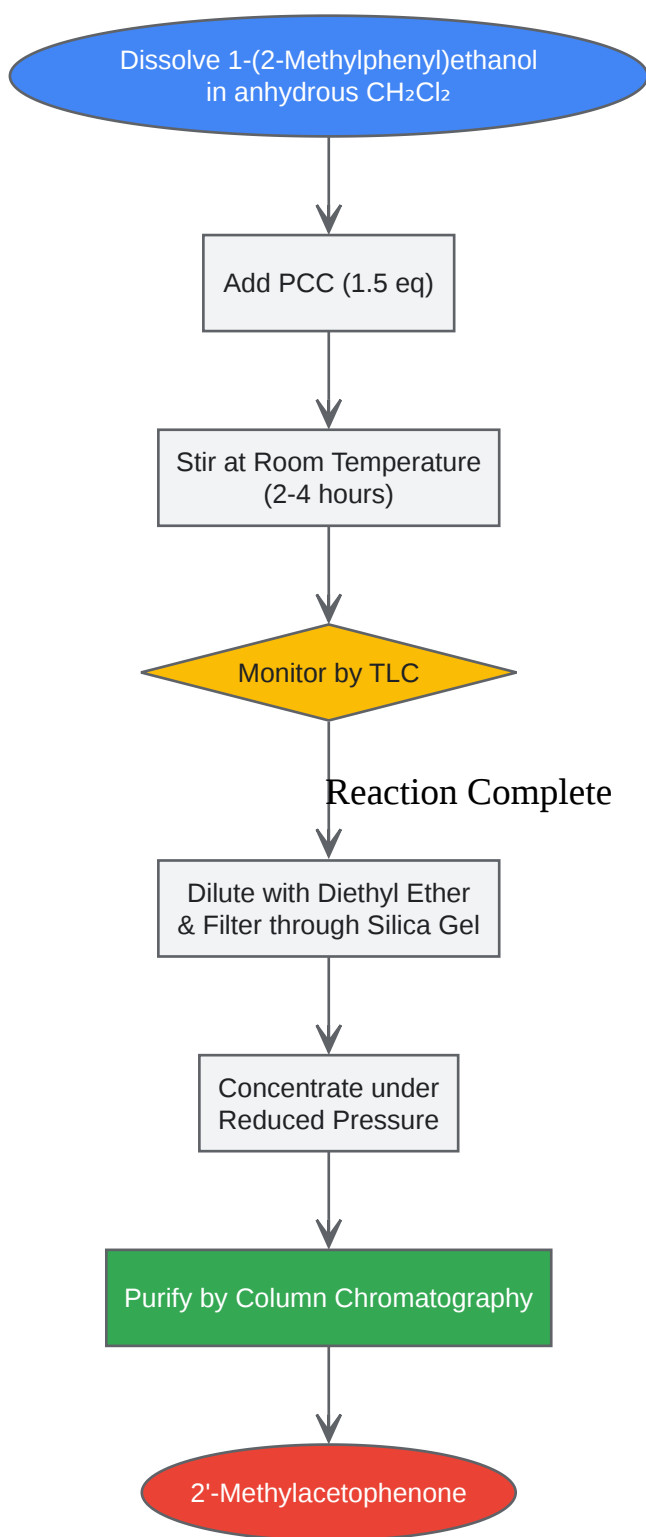 Dissolve 1-(2-Methylphenyl)ethanol
in anhydrous CH₂Cl₂
Add PCC (1.5 eq)
Stir at Room Temperature
(2-4 hours)
Monitor by TLC
Reaction Complete
Dilute with Diethyl Ether
& Filter through Silica Gel
Concentrate under
Reduced Pressure
Purify by Column Chromatography
2'-Methylacetophenone